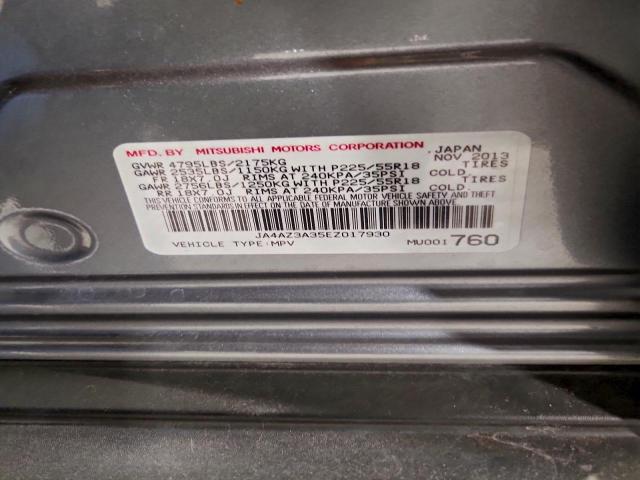 MFD. BY MITSUBISHI MOTORS CORPORATION, JAPAN
GVWR 4795LBS/2175KG NOV 2013
GAWR 2535LBS/1150KG WITH P225/55R18 TIRES
FR 18X7.0J RIMS AT 240KPA/35PSI COLD.
GAWR 2756LBS/1250KG WITH P225/55R18 TIRES
RR 18X7.0J RIMS AT 240KPA/35PSI COLD.
THIS VEHICLE CONFORMS TO ALL APPLICABLE FEDERAL MOTOR VEHICLE SAFETY AND THEFT
PREVENTION STANDARDS IN EFFECT ON THE DATE OF MANUFACTURE SHOWN ABOVE.
JA4AZ3A35EZ017930
VEHICLE TYPE:MPV MU001760